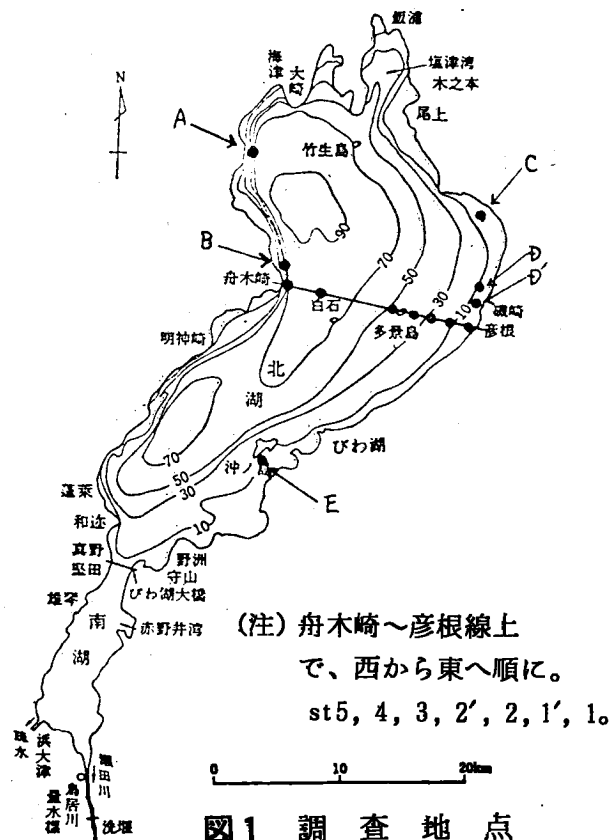 飯浦
海津
大崎
塩津湾
木之本
尾上
N
A
竹生島
C
90
B
D
D′
舟木崎
70
50
30
10
磯崎
白石
多景島
彦根
明神崎
北
湖
びわ湖
沖ノ島
70
50
30
E
蓬莱
和迩
10
真野
堅田
野洲
守山
びわ湖大橋
雄琴
南
湖
赤野井湾
(注) 舟木崎～彦根線上
で、西から東へ順に。
st5, 4, 3, 2′, 2, 1′, 1。
疏水
浜大津
瀬田川
鳥居川
量水標
洗堰
0 10 20km
図1 調査地点